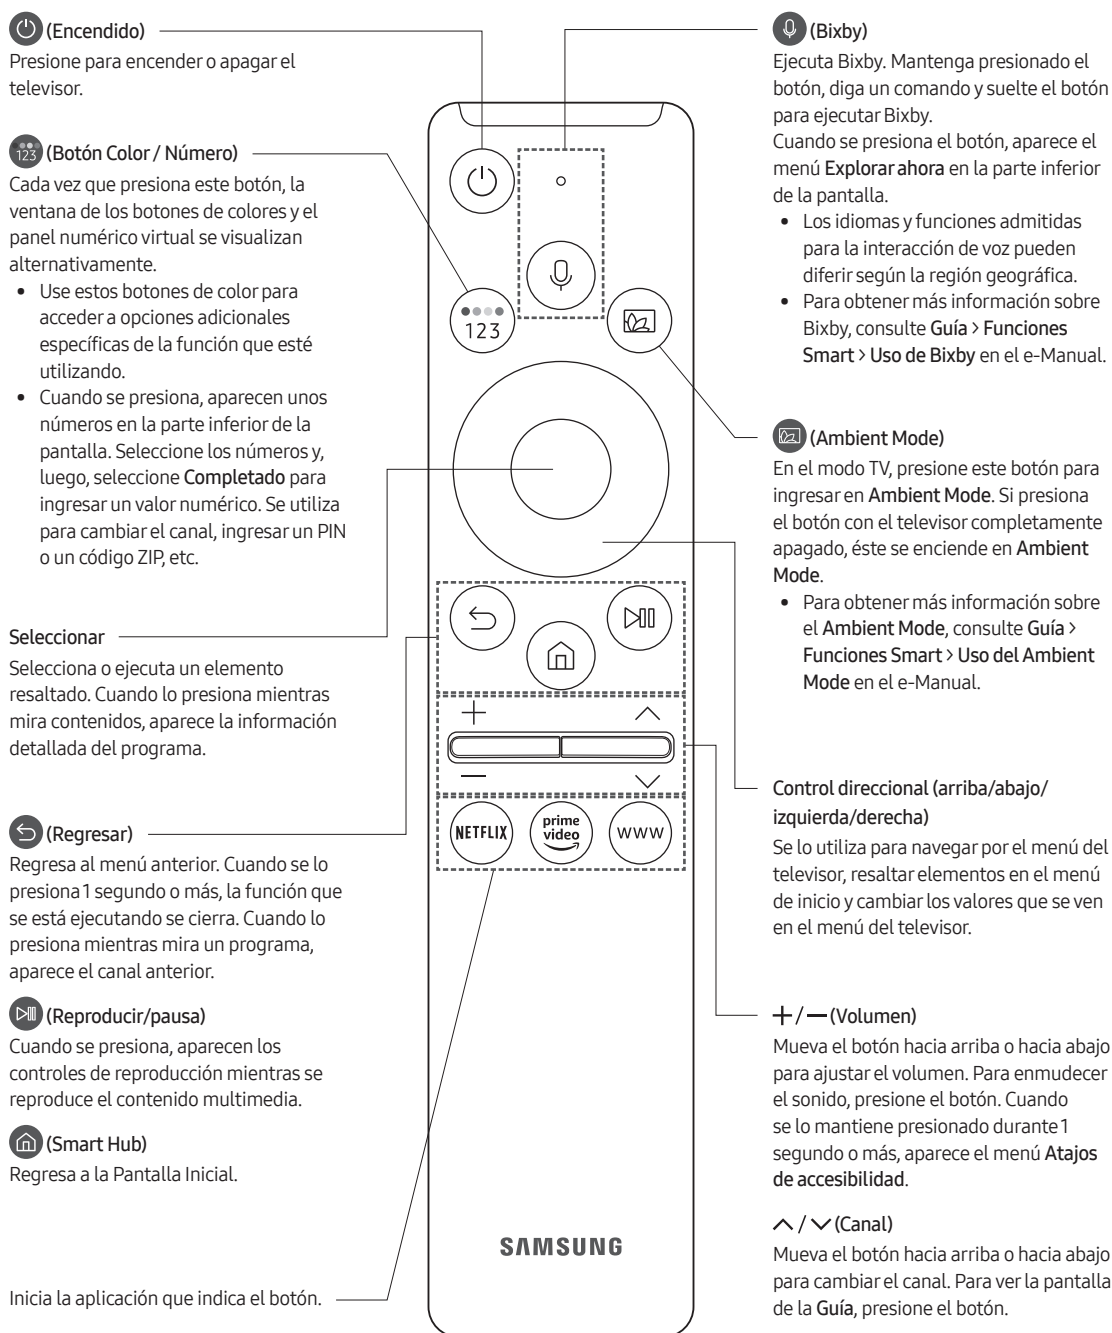 (Encendido)
Presione para encender o apagar el
televisor.
123 (Botón Color / Número)
Cada vez que presiona este botón, la
ventana de los botones de colores y el
panel numérico virtual se visualizan
alternativamente.
• Use estos botones de color para
acceder a opciones adicionales
específicas de la función que esté
utilizando.
• Cuando se presiona, aparecen unos
números en la parte inferior de la
pantalla. Seleccione los números y,
luego, seleccione Completado para
ingresar un valor numérico. Se utiliza
para cambiar el canal, ingresar un PIN
o un código ZIP, etc.
Seleccionar
Selecciona o ejecuta un elemento
resaltado. Cuando lo presiona mientras
mira contenidos, aparece la información
detallada del programa.
(Regresar)
Regresa al menú anterior. Cuando se lo
presiona 1 segundo o más, la función que
se está ejecutando se cierra. Cuando lo
presiona mientras mira un programa,
aparece el canal anterior.
(Reproducir/pausa)
Cuando se presiona, aparecen los
controles de reproducción mientras se
reproduce el contenido multimedia.
(Smart Hub)
Regresa a la Pantalla Inicial.
Inicia la aplicación que indica el botón.
123
NETFLIX
prime
video
www
SAMSUNG
(Bixby)
Ejecuta Bixby. Mantenga presionado el
botón, diga un comando y suelte el botón
para ejecutar Bixby.
Cuando se presiona el botón, aparece el
menú Explorar ahora en la parte inferior
de la pantalla.
• Los idiomas y funciones admitidas
para la interacción de voz pueden
diferir según la región geográfica.
• Para obtener más información sobre
Bixby, consulte Guía > Funciones
Smart > Uso de Bixby en el e-Manual.
(Ambient Mode)
En el modo TV, presione este botón para
ingresar en Ambient Mode. Si presiona
el botón con el televisor completamente
apagado, éste se enciende en Ambient
Mode.
• Para obtener más información sobre
el Ambient Mode, consulte Guía >
Funciones Smart > Uso del Ambient
Mode en el e-Manual.
Control direccional (arriba/abajo/
izquierda/derecha)
Se lo utiliza para navegar por el menú del
televisor, resaltar elementos en el menú
de inicio y cambiar los valores que se ven
en el menú del televisor.
+ / — (Volumen)
Mueva el botón hacia arriba o hacia abajo
para ajustar el volumen. Para enmudecer
el sonido, presione el botón. Cuando
se lo mantiene presionado durante 1
segundo o más, aparece el menú Atajos
de accesibilidad.
/ (Canal)
Mueva el botón hacia arriba o hacia abajo
para cambiar el canal. Para ver la pantalla
de la Guía, presione el botón.